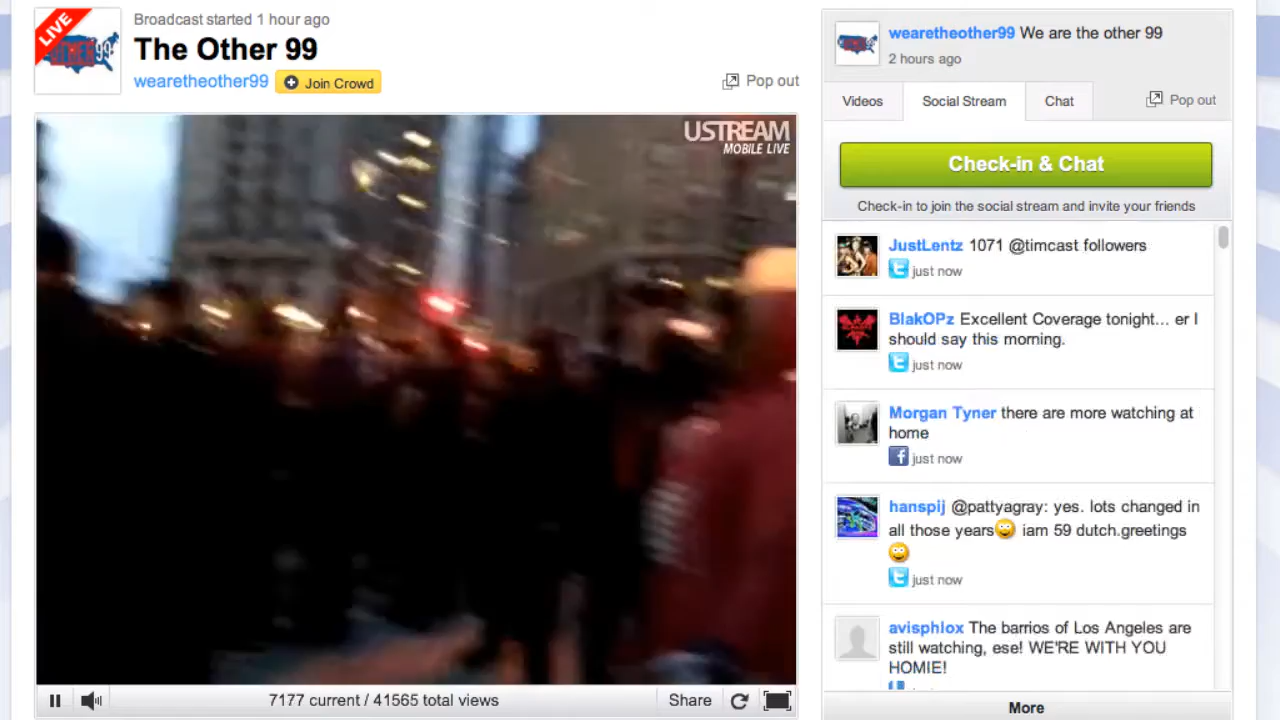 LIVE
OTHER 99
Broadcast started 1 hour ago
The Other 99
wearetheother99
Join Crowd
Pop out
USTREAM
MOBILE LIVE
7177 current / 41565 total views
Share
wearetheother99 We are the other 99
2 hours ago
Videos
Social Stream
Chat
Pop out
Check-in & Chat
Check-in to join the social stream and invite your friends
JustLentz 1071 @timcast followers
just now
BlakOPz Excellent Coverage tonight... er I
should say this morning.
just now
Morgan Tyner there are more watching at
home
just now
hanspij @pattyagray: yes. lots changed in
all those years iam 59 dutch.greetings
just now
avisphlox The barrios of Los Angeles are
still watching, ese! WE'RE WITH YOU
HOMIE!
More